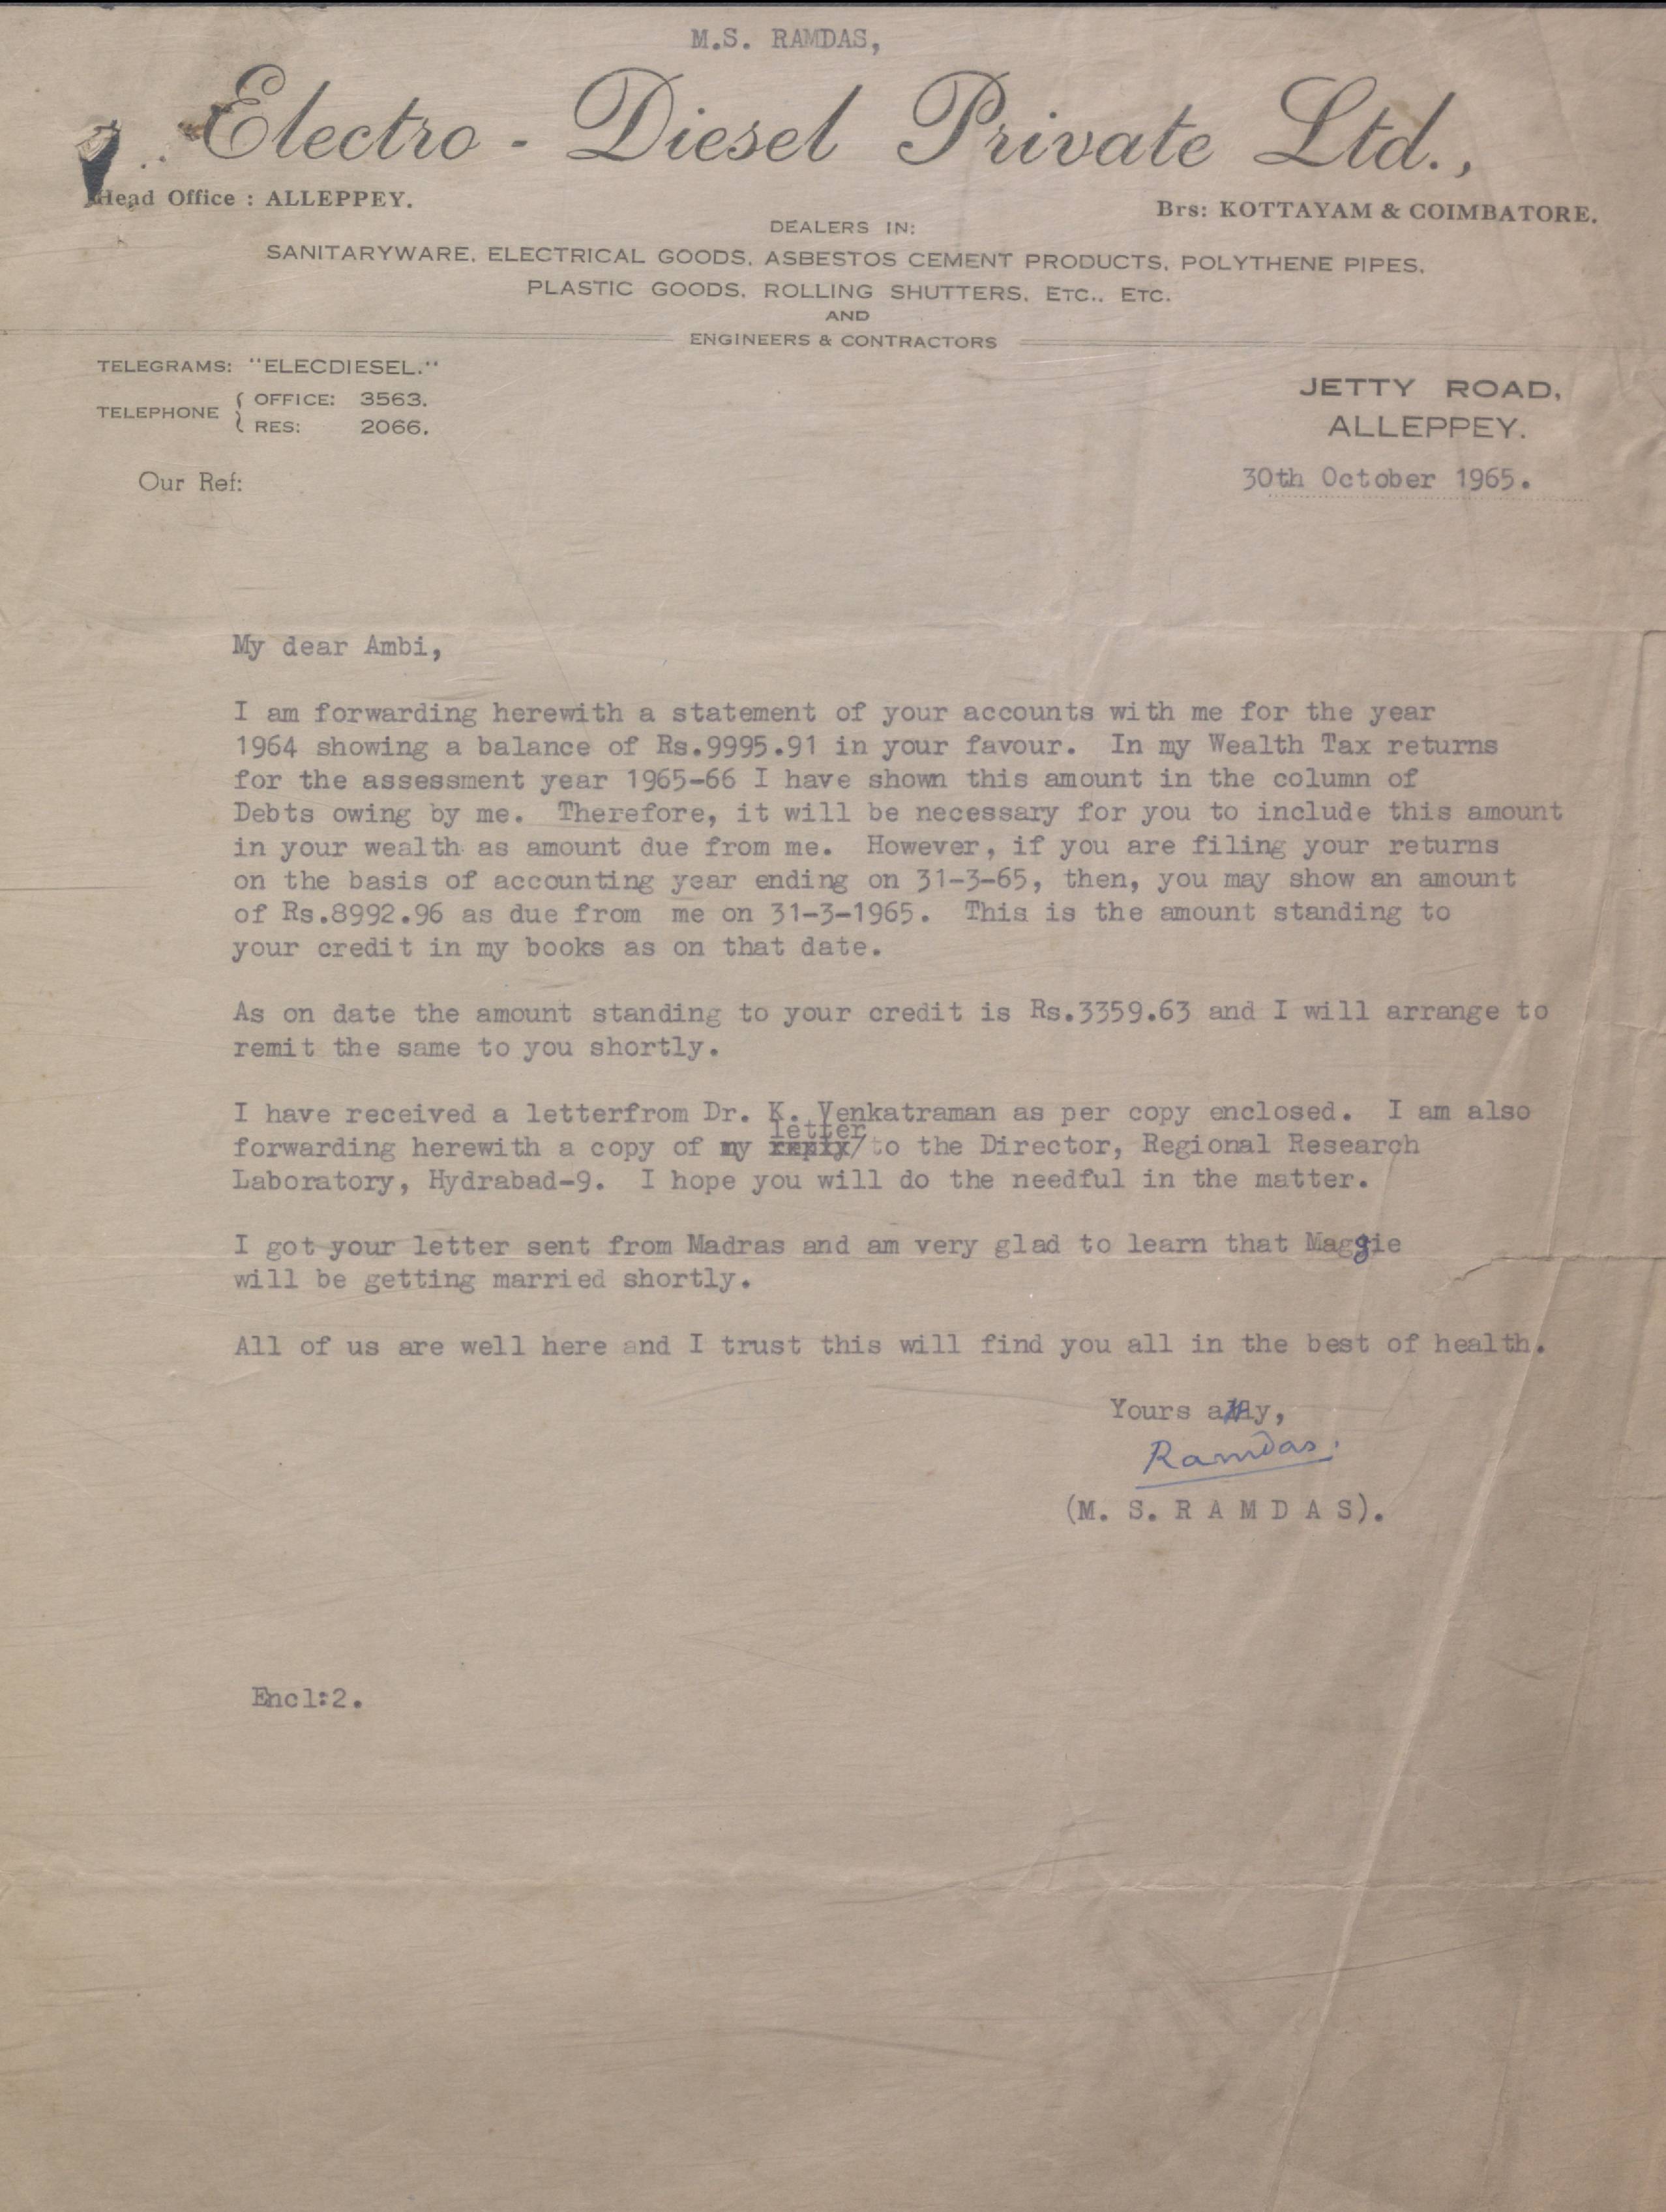 M.S. RAMDAS,
Electro - Diesel Private Ltd.,
Head Office : ALLEPPEY.
Brs: KOTTAYAM & COIMBATORE.
DEALERS IN:
SANITARYWARE, ELECTRICAL GOODS, ASBESTOS CEMENT PRODUCTS, POLYTHENE PIPES,
PLASTIC GOODS, ROLLING SHUTTERS, ETC., ETC.
AND
ENGINEERS & CONTRACTORS
TELEGRAMS: "ELECDIESEL."
TELEPHONE { OFFICE: 3563.
RES: 2066.
JETTY ROAD,
ALLEPPEY.
Our Ref:
30th October 1965.
My dear Ambi,
I am forwarding herewith a statement of your accounts with me for the year
1964 showing a balance of Rs.9995.91 in your favour. In my Wealth Tax returns
for the assessment year 1965-66 I have shown this amount in the column of
Debts owing by me. Therefore, it will be necessary for you to include this amount
in your wealth as amount due from me. However, if you are filing your returns
on the basis of accounting year ending on 31-3-65, then, you may show an amount
of Rs.8992.96 as due from me on 31-3-1965. This is the amount standing to
your credit in my books as on that date.
As on date the amount standing to your credit is Rs.3359.63 and I will arrange to
remit the same to you shortly.
I have received a letterfrom Dr. K. Venkatraman as per copy enclosed. I am also
letter
forwarding herewith a copy of my reply/to the Director, Regional Research
Laboratory, Hydrabad-9. I hope you will do the needful in the matter.
I got your letter sent from Madras and am very glad to learn that Maggie
will be getting married shortly.
All of us are well here and I trust this will find you all in the best of health.
Yours
Ramdas.
(M. S. R A M D A S).
Encl:2.